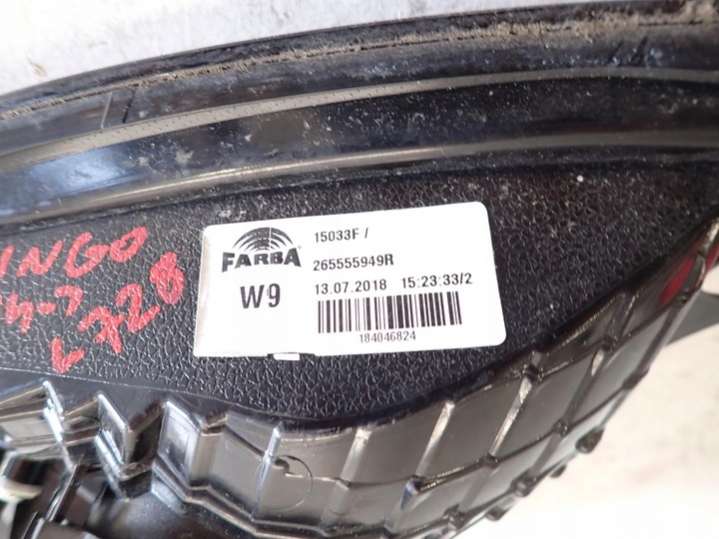 FARBA
15033F /
265555949R
W9
13.07.2018 15:23:33/2
184046824
INGO
L728